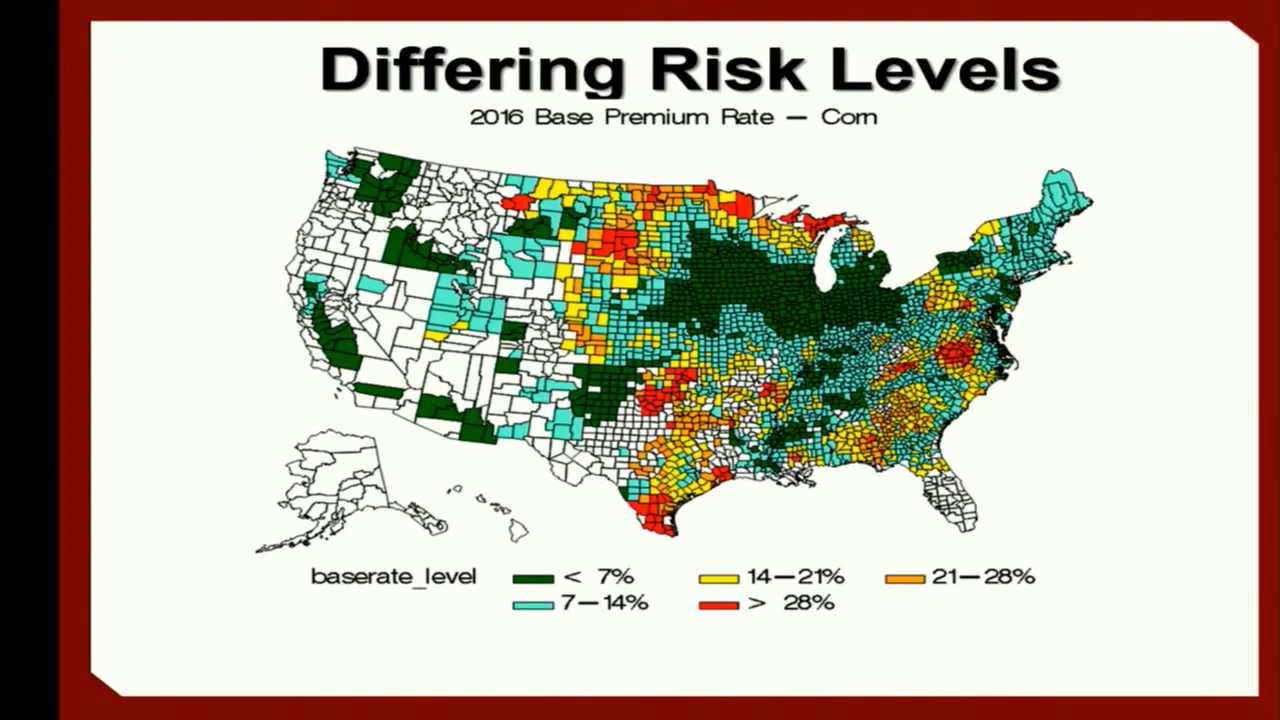 Differing Risk Levels
2016 Base Premium Rate — Corn
baserate_level
< 7%
14—21%
21—28%
7—14%
> 28%